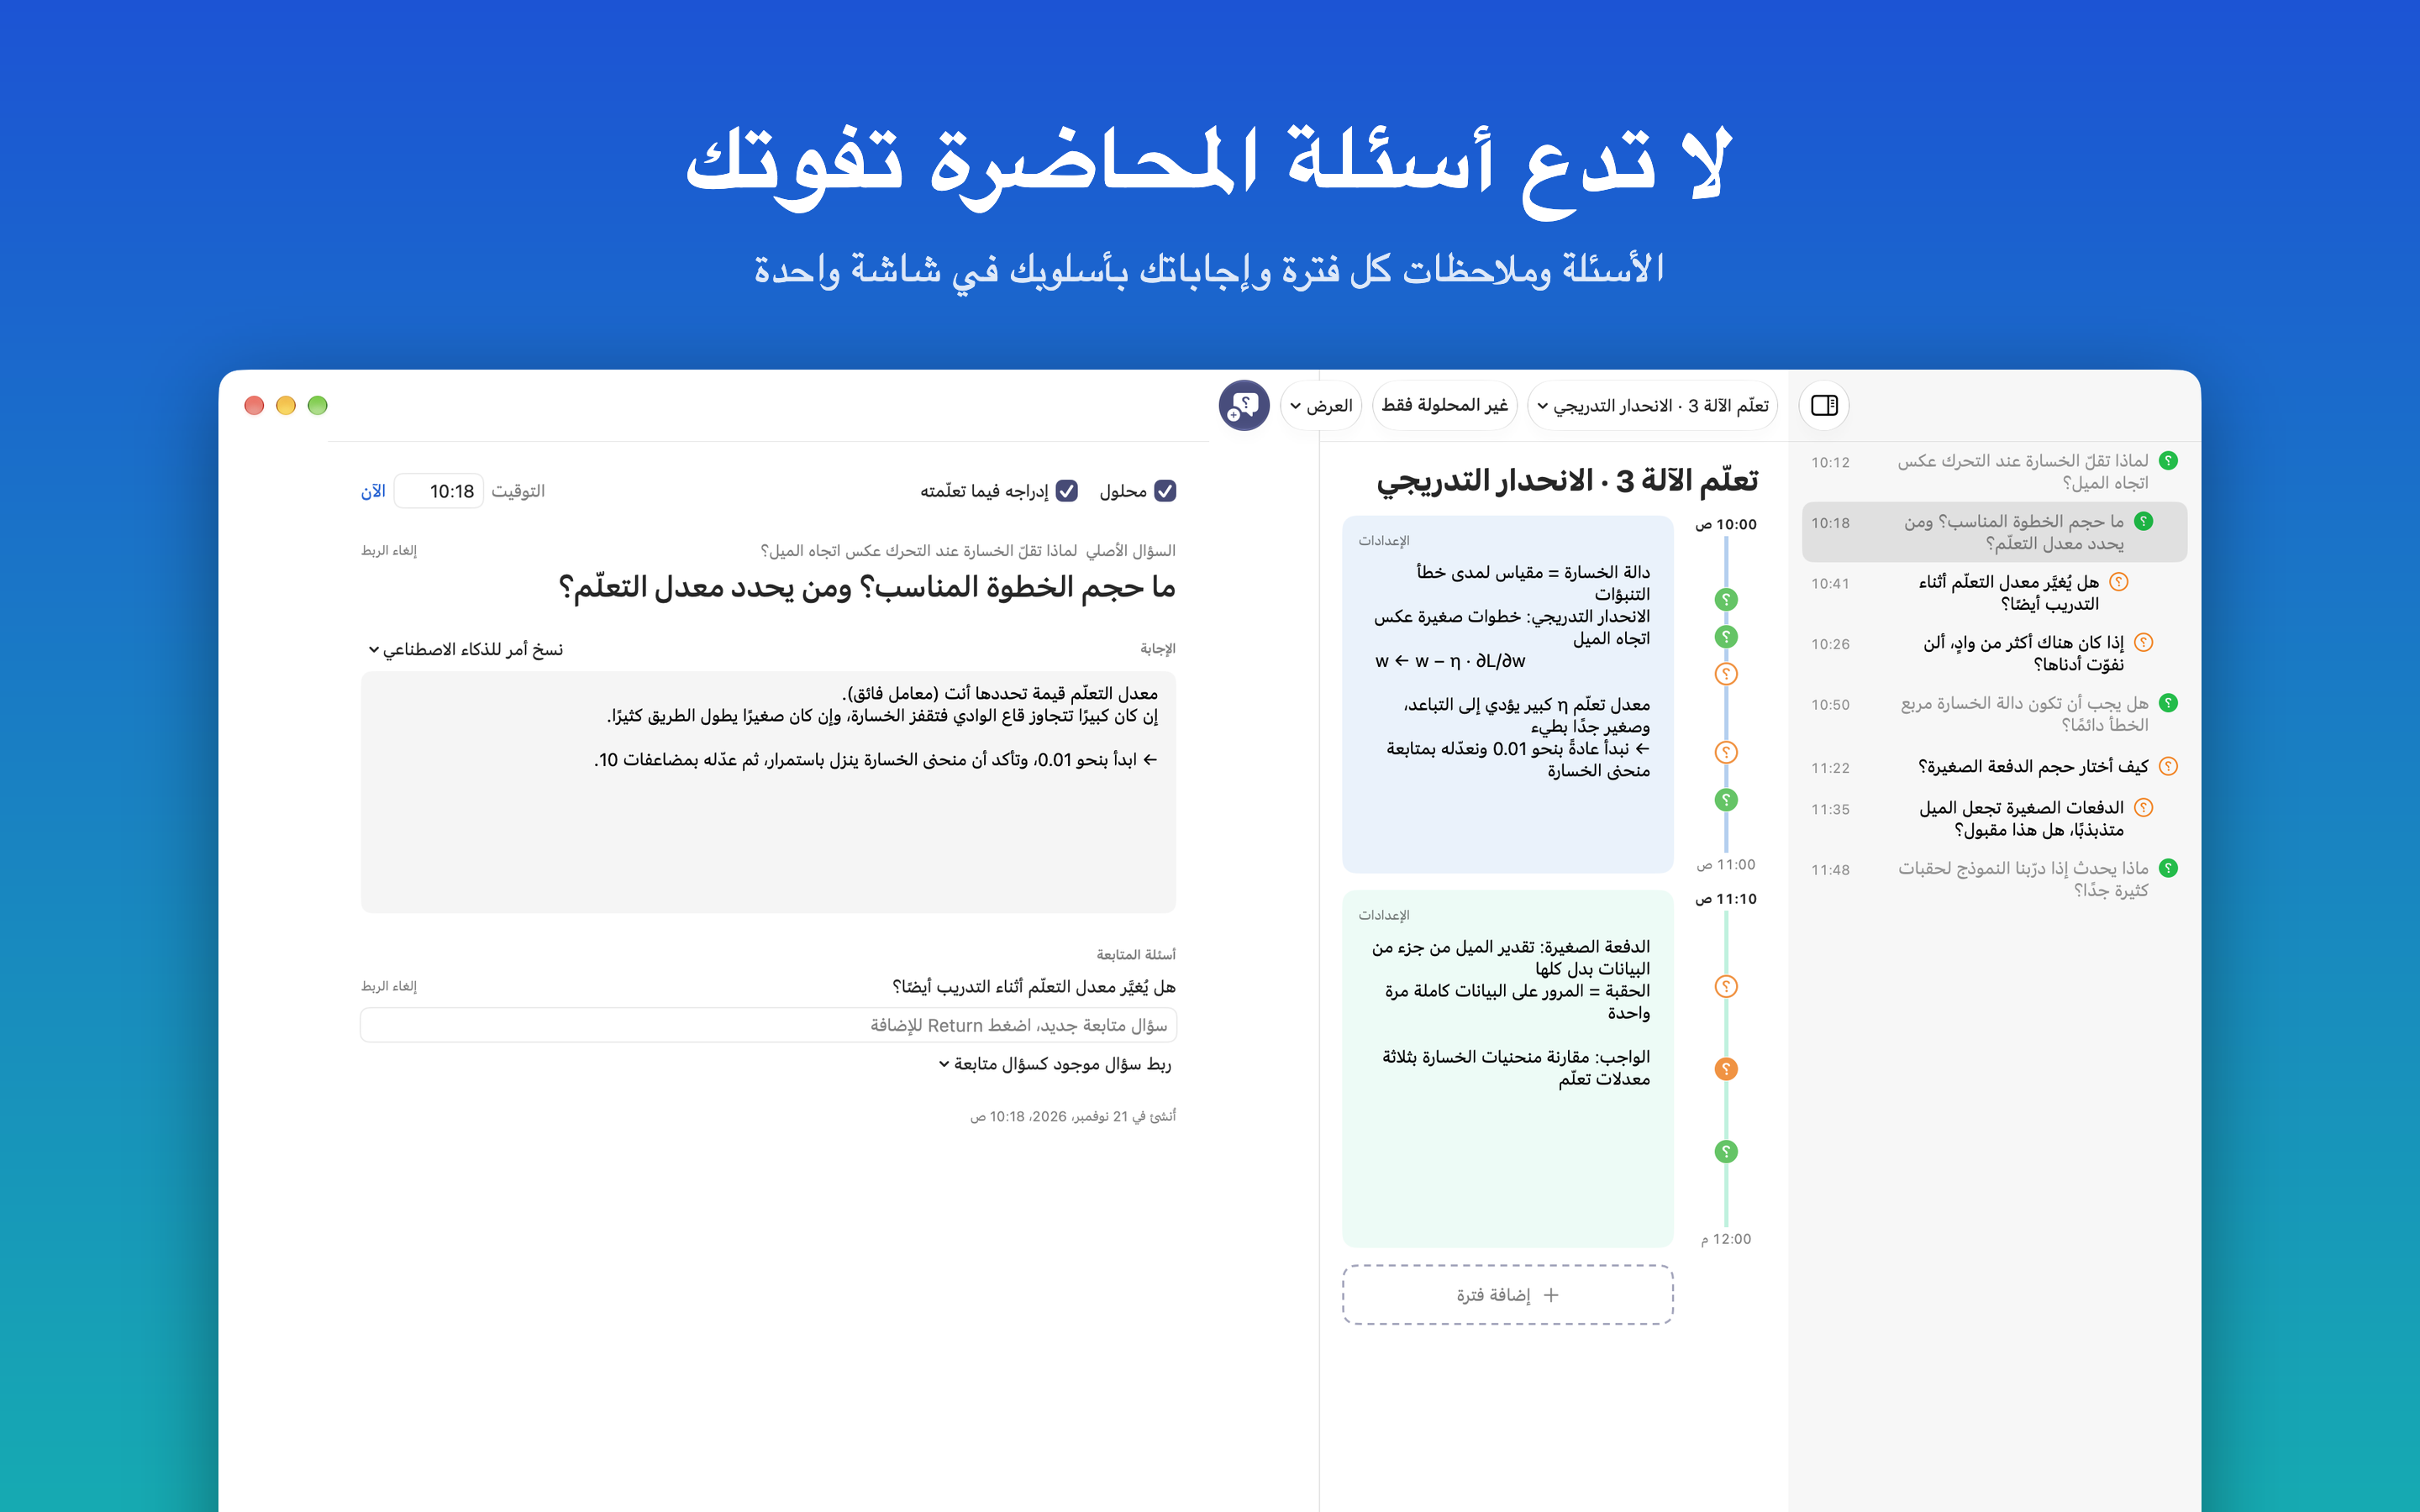 لا تدع أسئلة المحاضرة تفوتك
الأسئلة وملاحظات كل فترة وإجاباتك بأسلوبك في شاشة واحدة
تعلّم الآلة 3 · الانحدار التدريجي
غير المحلولة فقط
العرض
لماذا تقلّ الخسارة عند التحرك عكس
اتجاه الميل؟
10:12
ما حجم الخطوة المناسب؟ ومن
يحدد معدل التعلّم؟
10:18
هل يُغيَّر معدل التعلّم أثناء
التدريب أيضًا؟
10:41
إذا كان هناك أكثر من وادٍ، ألن
نفوّت أدناها؟
10:26
هل يجب أن تكون دالة الخسارة مربع
الخطأ دائمًا؟
10:50
كيف أختار حجم الدفعة الصغيرة؟
11:22
الدفعات الصغيرة تجعل الميل
متذبذبًا، هل هذا مقبول؟
11:35
ماذا يحدث إذا درّبنا النموذج لحقبات
كثيرة جدًا؟
11:48
تعلّم الآلة 3 · الانحدار التدريجي
10:00 ص
الإعدادات
دالة الخسارة = مقياس لمدى خطأ
التنبؤات
الانحدار التدريجي: خطوات صغيرة عكس
اتجاه الميل
w ← w − η · ∂L/∂w
معدل تعلّم η كبير يؤدي إلى التباعد،
وصغير جدًا بطيء
← نبدأ عادةً بنحو 0.01 ونعدّله بمتابعة
منحنى الخسارة
11:00 ص
11:10 ص
الإعدادات
الدفعة الصغيرة: تقدير الميل من جزء من
البيانات بدل كلها
الحقبة = المرور على البيانات كاملة مرة
واحدة
الواجب: مقارنة منحنيات الخسارة بثلاثة
معدلات تعلّم
12:00 م
+ إضافة فترة
محلول
إدراجه فيما تعلّمته
التوقيت
10:18
الآن
السؤال الأصلي لماذا تقلّ الخسارة عند التحرك عكس اتجاه الميل؟
إلغاء الربط
ما حجم الخطوة المناسب؟ ومن يحدد معدل التعلّم؟
الإجابة
نسخ أمر للذكاء الاصطناعي
معدل التعلّم قيمة تحددها أنت (معامل فائق).
إن كان كبيرًا تتجاوز قاع الوادي فتقفز الخسارة، وإن كان صغيرًا يطول الطريق كثيرًا.
← ابدأ بنحو 0.01، وتأكد أن منحنى الخسارة ينزل باستمرار، ثم عدّله بمضاعفات 10.
أسئلة المتابعة
هل يُغيَّر معدل التعلّم أثناء التدريب أيضًا؟
إلغاء الربط
سؤال متابعة جديد، اضغط Return للإضافة
ربط سؤال موجود كسؤال متابعة
أنشئ في 21 نوفمبر، 2026، 10:18 ص